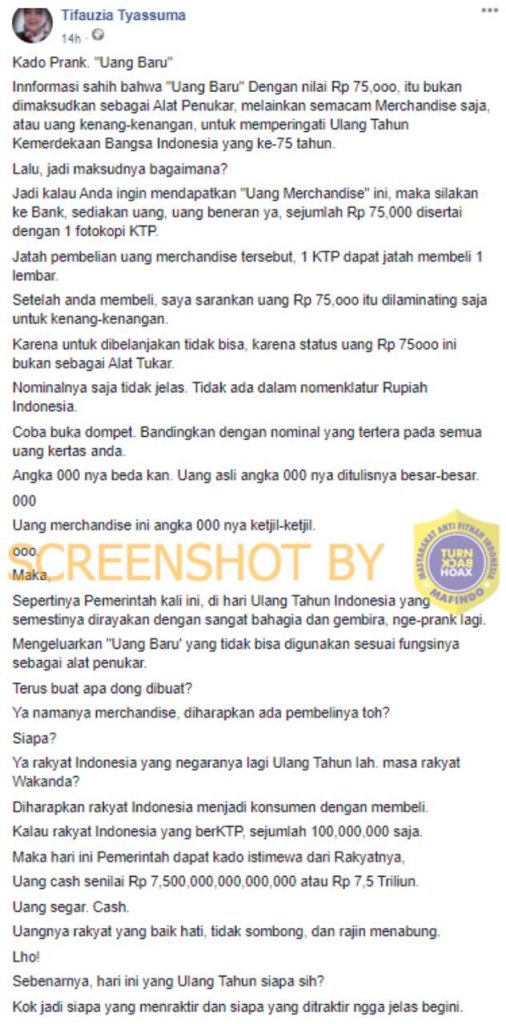 Tifauzia Tyassuma
14h
Kado Prank. "Uang Baru"
Innformasi sahih bahwa "Uang Baru" Dengan nilai Rp 75,ooo, itu bukan
dimaksudkan sebagai Alat Penukar, melainkan semacam Merchandise saja,
atau uang kenang-kenangan, untuk memperingati Ulang Tahun
Kemerdekaan Bangsa Indonesia yang ke-75 tahun.
Lalu, jadi maksudnya bagaimana?
Jadi kalau Anda ingin mendapatkan "Uang Merchandise" ini, maka silakan
ke Bank, sediakan uang, uang beneran ya, sejumlah Rp 75,000 disertai
dengan 1 fotokopi KTP.
Jatah pembelian uang merchandise tersebut, 1 KTP dapat jatah membeli 1
lembar.
Setelah anda membeli, saya sarankan uang Rp 75,ooo itu dilaminating saja
untuk kenang-kenangan.
Karena untuk dibelanjakan tidak bisa, karena status uang Rp 75ooo ini
bukan sebagai Alat Tukar.
Nominalnya saja tidak jelas. Tidak ada dalam nomenklatur Rupiah
Indonesia.
Coba buka dompet. Bandingkan dengan nominal yang tertera pada semua
uang kertas anda.
Angka 000 nya beda kan. Uang asli angka 000 nya ditulisnya besar-besar.
000
Uang merchandise ini angka 000 nya ketjil-ketjil.
ooo.
SCREENSHOT BY
MASYARAKAT ANTI FITNAH INDONESIA
TURN
BACK
HOAX
MAFINDO
Maka,
Sepertinya Pemerintah kali ini, di hari Ulang Tahun Indonesia yang
semestinya dirayakan dengan sangat bahagia dan gembira, nge-prank lagi.
Mengeluarkan "Uang Baru' yang tidak bisa digunakan sesuai fungsinya
sebagai alat penukar.
Terus buat apa dong dibuat?
Ya namanya merchandise, diharapkan ada pembelinya toh?
Siapa?
Ya rakyat Indonesia yang negaranya lagi Ulang Tahun lah. masa rakyat
Wakanda?
Diharapkan rakyat Indonesia menjadi konsumen dengan membeli.
Kalau rakyat Indonesia yang berKTP, sejumlah 100,000,000 saja.
Maka hari ini Pemerintah dapat kado istimewa dari Rakyatnya,
Uang cash senilai Rp 7,500,000,000,000,000 atau Rp 7,5 Triliun.
Uang segar. Cash.
Uangnya rakyat yang baik hati, tidak sombong, dan rajin menabung.
Lho!
Sebenarnya, hari ini yang Ulang Tahun siapa sih?
Kok jadi siapa yang menraktir dan siapa yang ditraktir ngga jelas begini.